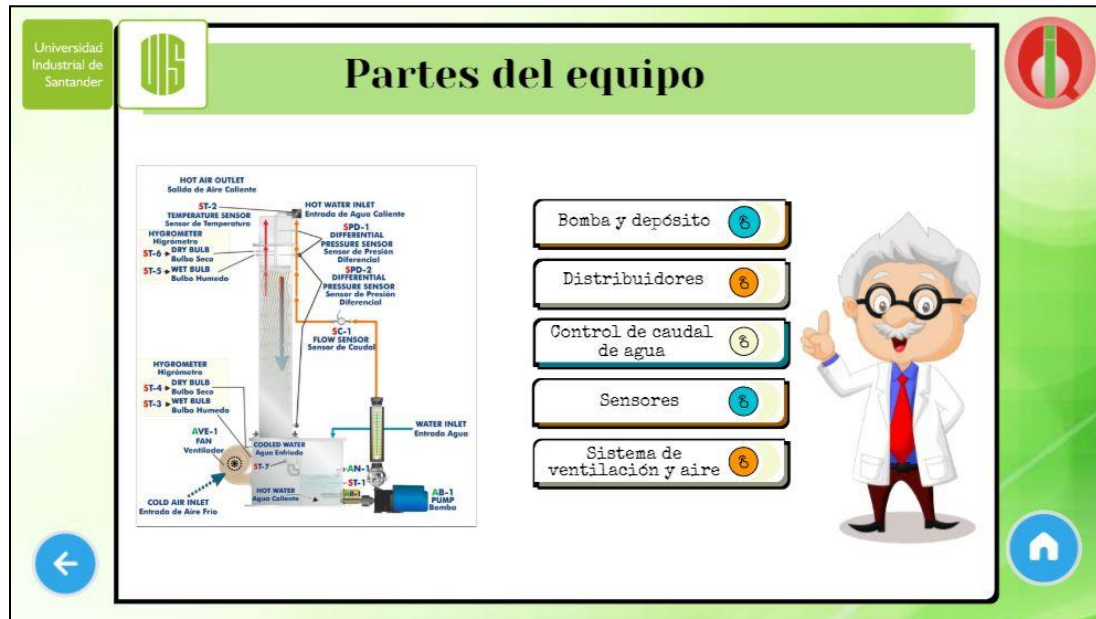 Universidad
Industrial de
Santander
UIS
Partes del equipo
HOT AIR OUTLET
Salida de Aire Caliente
ST-2
TEMPERATURE SENSOR
Sensor de Temperatura
HOT WATER INLET
Entrada de Agua Caliente
HYGROMETER
Higrómetro
ST-6 DRY BULB
Bulbo Seco
ST-5 WET BULB
Bulbo Humedo
SPD-1
DIFFERENTIAL
PRESSURE SENSOR
Sensor de Presión
Diferencial
SPD-2
DIFFERENTIAL
PRESSURE SENSOR
Sensor de Presión
Diferencial
SC-1
FLOW SENSOR
Sensor de Caudal
HYGROMETER
Higrómetro
ST-4 DRY BULB
Bulbo Seco
ST-3 WET BULB
Bulbo Humedo
AVE-1
FAN
Ventilador
COLD AIR INLET
Entrada de Aire Frio
COOLED WATER
Agua Enfriada
ST-7
HOT WATER
Agua Caliente
WATER INLET
Entrada Agua
AN-1
ST-1
AR-1
AB-1
PUMP
Bomba
Bomba y depósito
Distribuidores
Control de caudal
de agua
Sensores
Sistema de
ventilación y aire